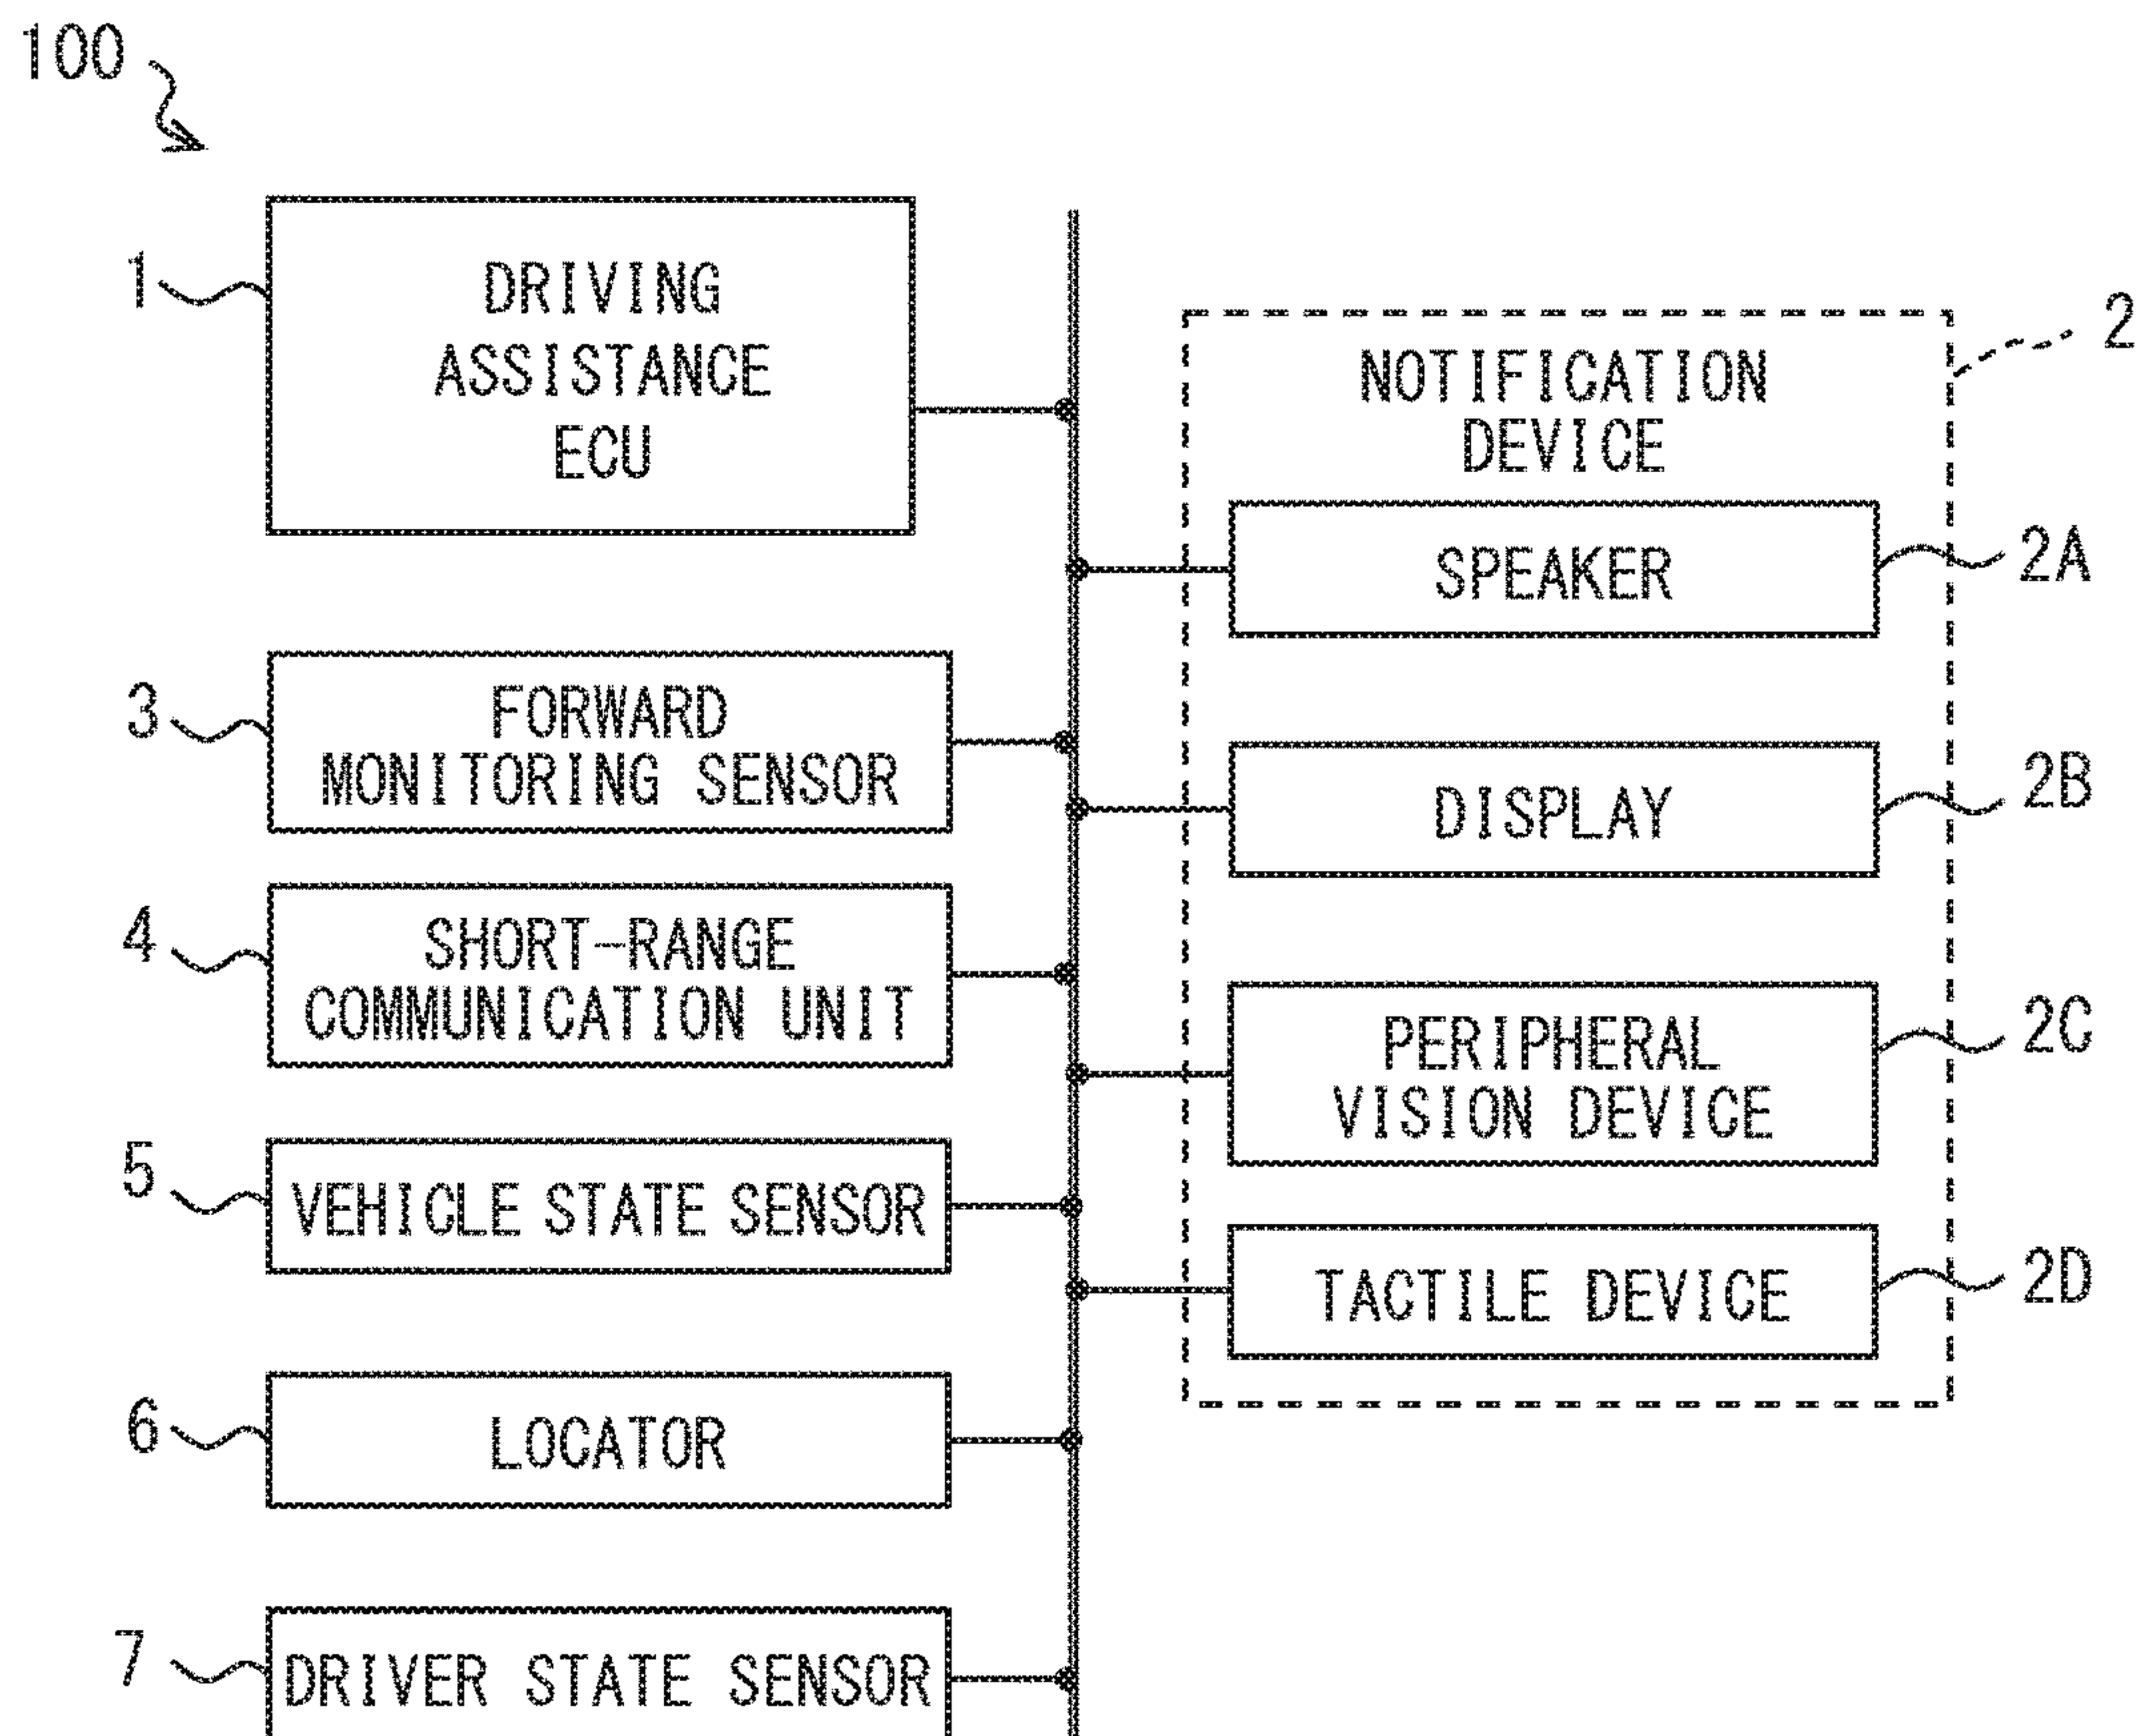 100
1
DRIVING
ASSISTANCE
ECU
2
NOTIFICATION
DEVICE
SPEAKER
2A
3
FORWARD
MONITORING SENSOR
DISPLAY
2B
4
SHORT-RANGE
COMMUNICATION UNIT
PERIPHERAL
VISION DEVICE
2C
5
VEHICLE STATE SENSOR
TACTILE DEVICE
2D
6
LOCATOR
7
DRIVER STATE SENSOR